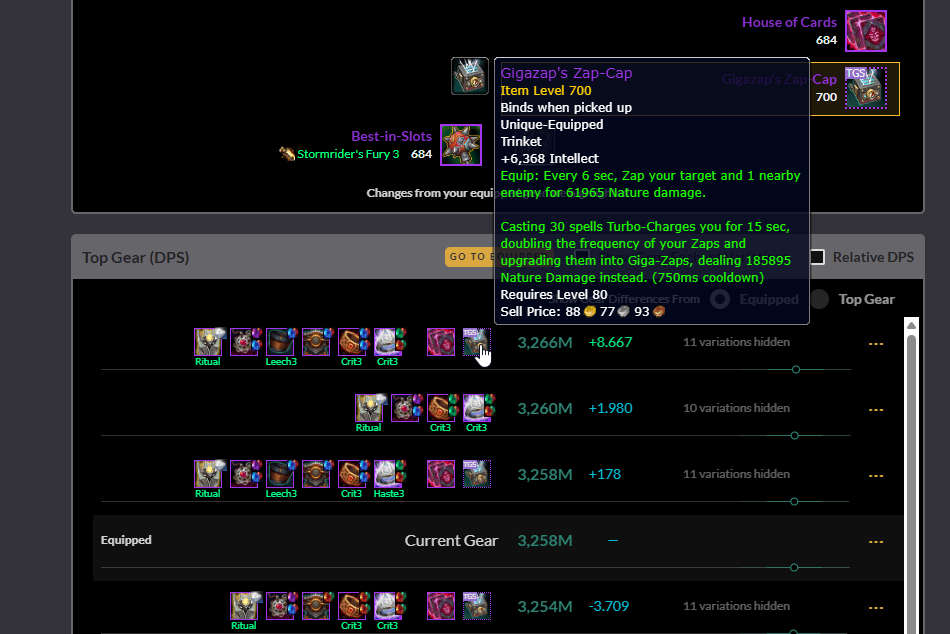 House of Cards
684
Gigazap's Zap-Cap
TGS
700
Best-in-Slots
Stormrider's Fury 3 684
Changes from your equip
Gigazap's Zap-Cap
Item Level 700
Binds when picked up
Unique-Equipped
Trinket
+6,368 Intellect
Equip: Every 6 sec, Zap your target and 1 nearby
enemy for 61965 Nature damage.
Casting 30 spells Turbo-Charges you for 15 sec,
doubling the frequency of your Zaps and
upgrading them into Giga-Zaps, dealing 185895
Nature Damage instead. (750ms cooldown)
Requires Level 80
Sell Price: 88 77 93
Top Gear (DPS)
GO TO
Relative DPS
Differences From Equipped Top Gear
TGS
Ritual Leech3 Crit3 Crit3
3,266M +8.667 11 variations hidden ...
Ritual Crit3 Crit3
3,260M +1.980 10 variations hidden ...
TGS
Ritual Leech3 Crit3 Haste3
3,258M +178 11 variations hidden ...
Equipped Current Gear 3,258M – ...
TGS
Ritual Crit3 Crit3
3,254M -3.709 11 variations hidden ...